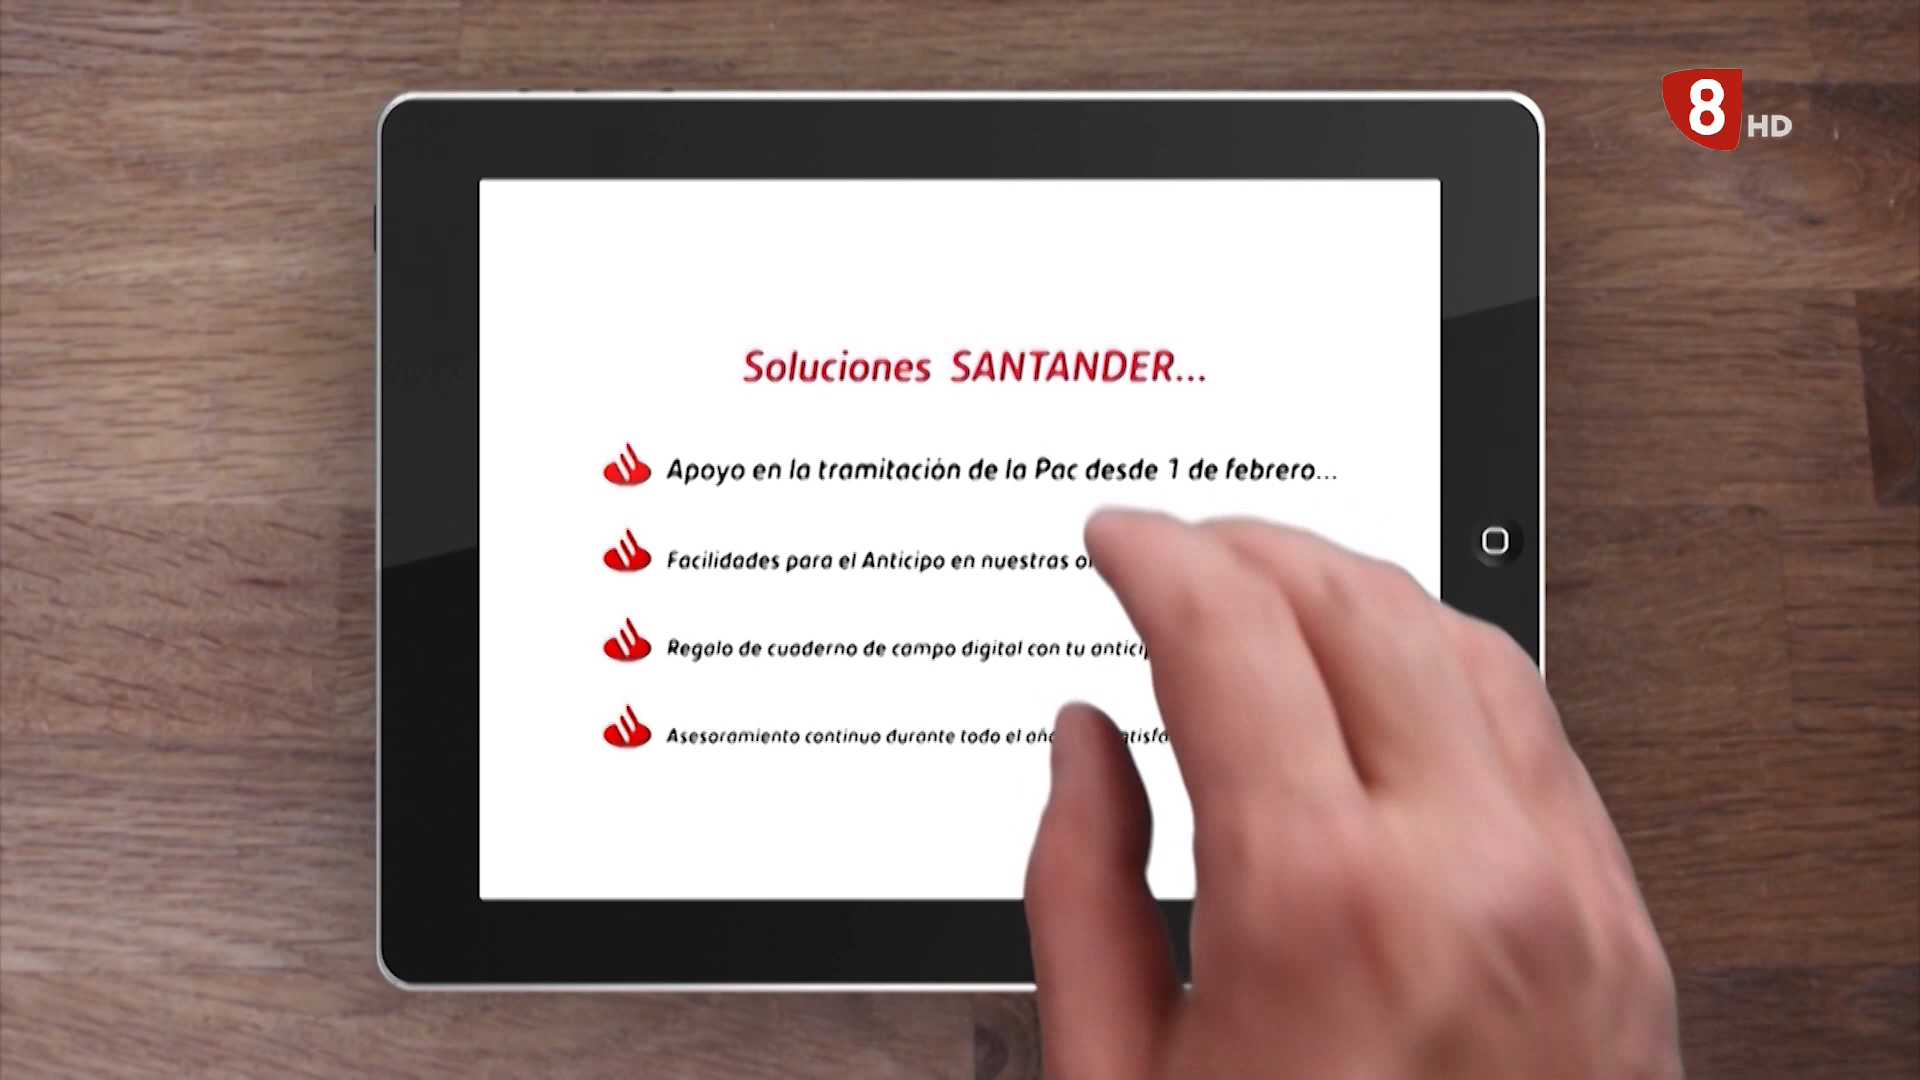 8 HD
Soluciones SANTANDER...
Apoyo en la tramitación de la Pac desde 1 de febrero...
Facilidades para el Anticipo en nuestras
Regalo de cuaderno de campo digital con tu
Asesoramiento continuo durante todo el